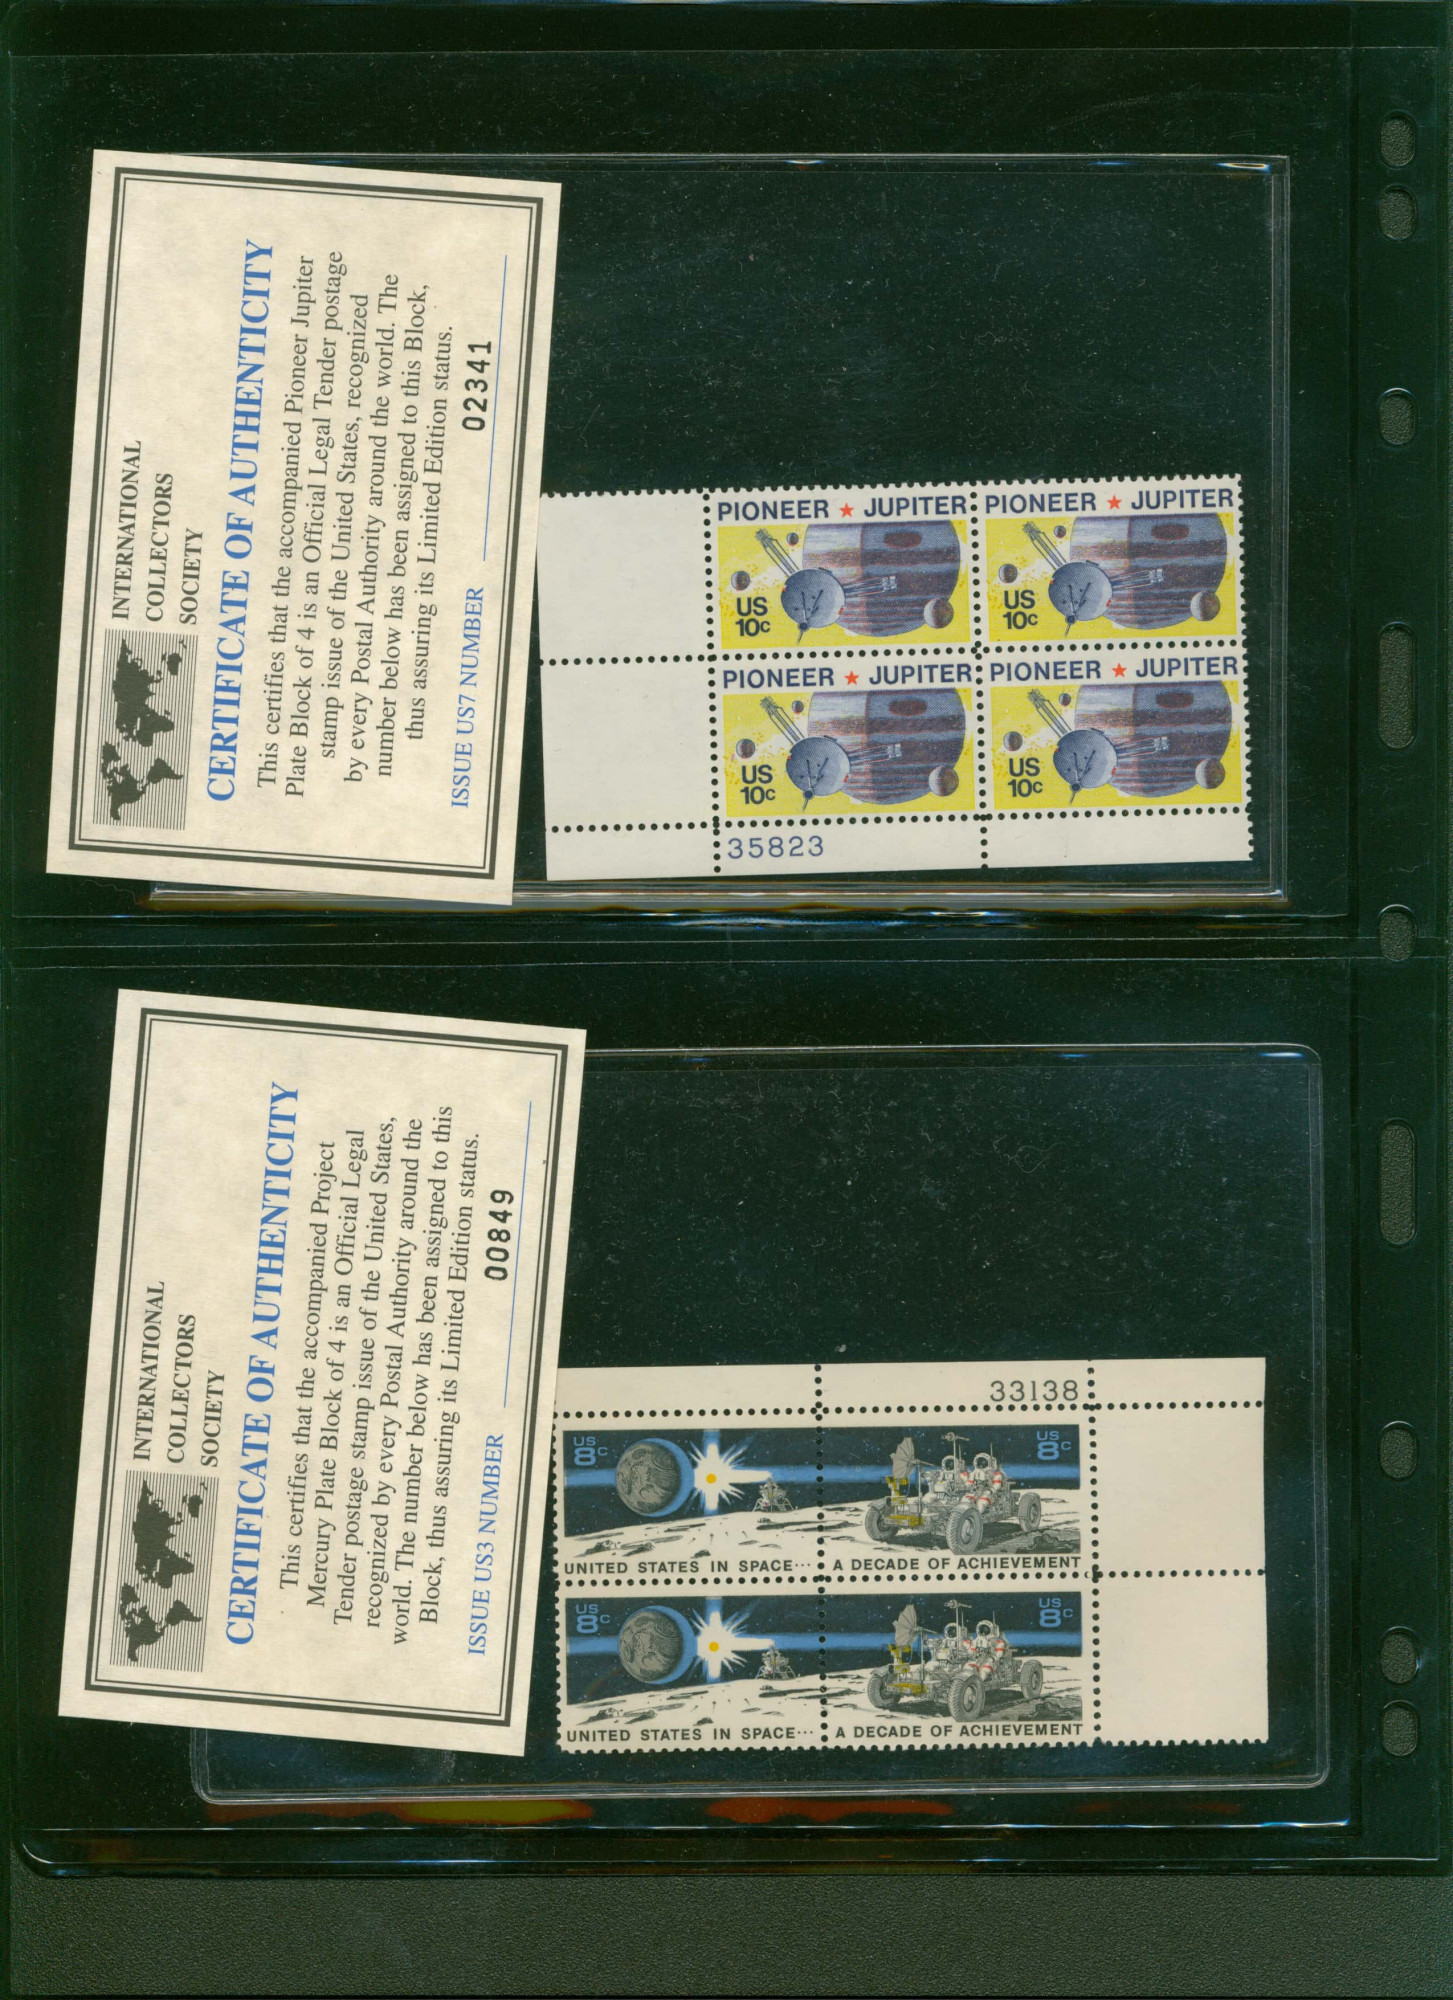 INTERNATIONAL
COLLECTORS
SOCIETY
CERTIFICATE OF AUTHENTICITY
This certifies that the accompanied Pioneer Jupiter
Plate Block of 4 is an Official Legal Tender postage
stamp issue of the United States, recognized
by every Postal Authority around the world. The
number below has been assigned to this Block,
thus assuring its Limited Edition status.
ISSUE US7 NUMBER 02341
PIONEER ★ JUPITER
US
10c
PIONEER ★ JUPITER
US
10c
PIONEER ★ JUPITER
US
10c
PIONEER ★ JUPITER
US
10c
35823
INTERNATIONAL
COLLECTORS
SOCIETY
CERTIFICATE OF AUTHENTICITY
This certifies that the accompanied Project
Mercury Plate Block of 4 is an Official Legal
Tender postage stamp issue of the United States,
recognized by every Postal Authority around the
world. The number below has been assigned to this
Block, thus assuring its Limited Edition status.
ISSUE US3 NUMBER 00849
33138
US
8c
UNITED STATES IN SPACE...
US
8c
A DECADE OF ACHIEVEMENT
US
8c
UNITED STATES IN SPACE...
US
8c
A DECADE OF ACHIEVEMENT